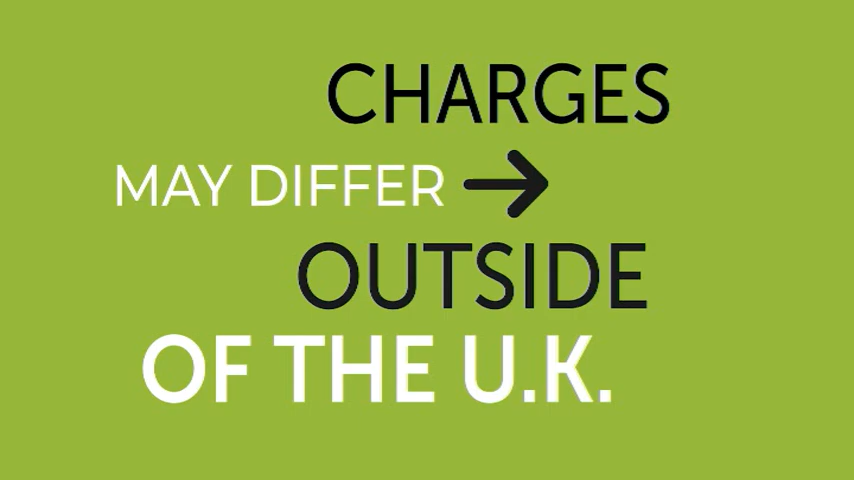 CHARGES
MAY DIFFER →
OUTSIDE
OF THE U.K.